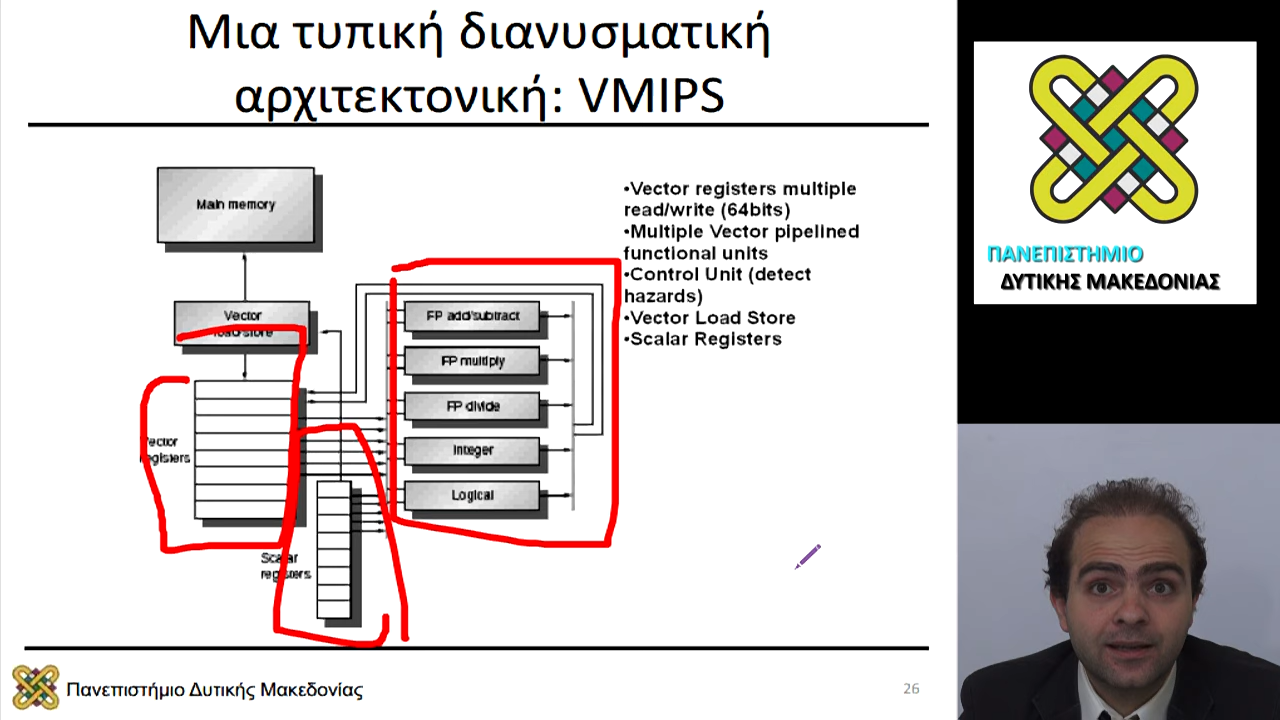 Μια τυπική διανυσματική
αρχιτεκτονική: VMIPS
Main memory
Vector
load-store
Vector
registers
Scalar
registers
FP add/subtract
FP multiply
FP divide
Integer
Logical
•Vector registers multiple
read/write (64bits)
•Multiple Vector pipelined
functional units
•Control Unit (detect
hazards)
•Vector Load Store
•Scalar Registers
Πανεπιστήμιο Δυτικής Μακεδονίας
26
ΠΑΝΕΠΙΣΤΗΜΙΟ
ΔΥΤΙΚΗΣ ΜΑΚΕΔΟΝΙΑΣ